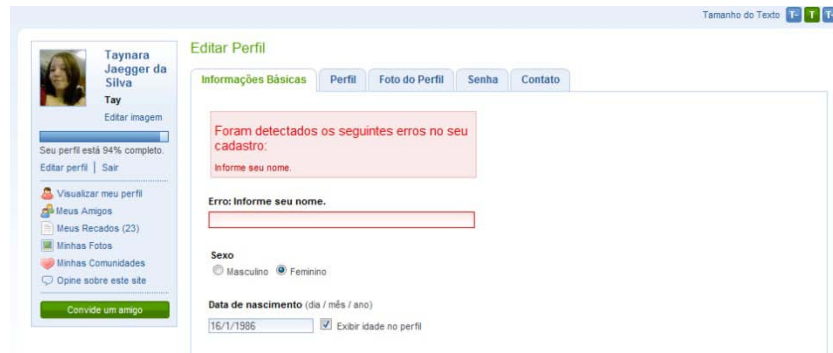 Tamanho do Texto T- T T+
Taynara
Jaegger da
Silva
Tay
Editar imagem
Seu perfil está 94% completo.
Editar perfil | Sair
Visualizar meu perfil
Meus Amigos
Meus Recados (23)
Minhas Fotos
Minhas Comunidades
Opine sobre este site
Convide um amigo
Editar Perfil
Informações Básicas Perfil Foto do Perfil Senha Contato
Foram detectados os seguintes erros no seu
cadastro:
Informe seu nome.
Erro: Informe seu nome.
Sexo
Masculino Feminino
Data de nascimento (dia / mês / ano)
16/1/1986 Exibir idade no perfil